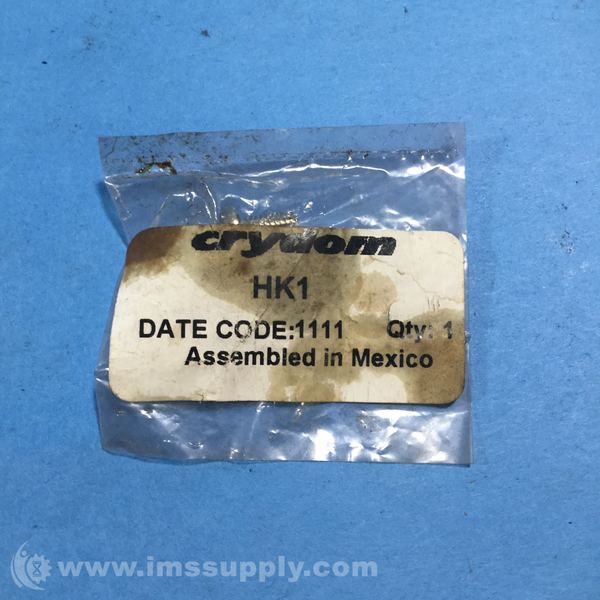 crydom
HK1
DATE CODE:1111 Qty: 1
Assembled in Mexico
www.imssupply.com